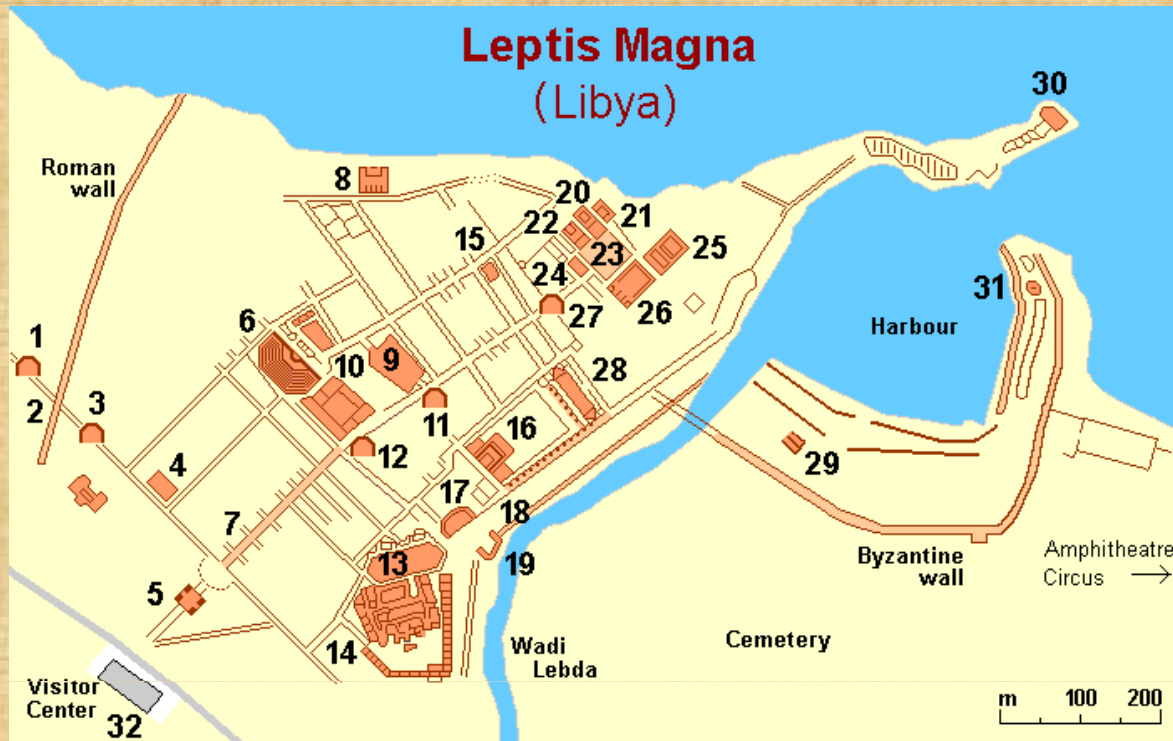 Leptis Magna
(Libya)
30
Roman
wall
8
20
21
22
15
23
25
24
31
6
27
26
1
Harbour
10
9
28
2
3
11
16
12
4
29
17
7
18
13
19
Byzantine
wall
Amphitheatre
Circus
5
Wadi
Lebda
Cemetery
14
Visitor
Center
32
m 100 200